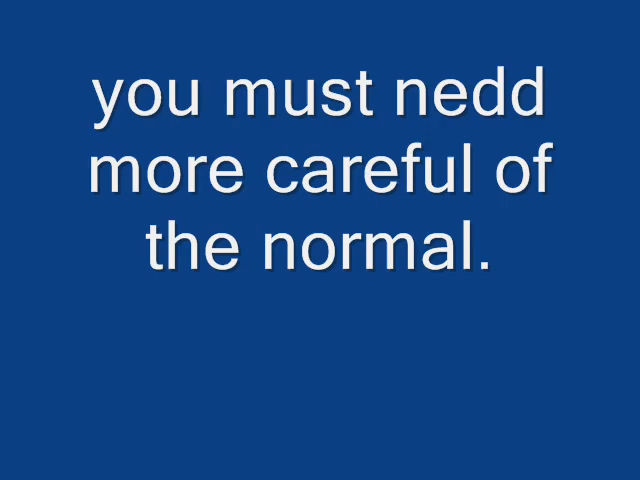 you must nedd
more careful of
the normal.